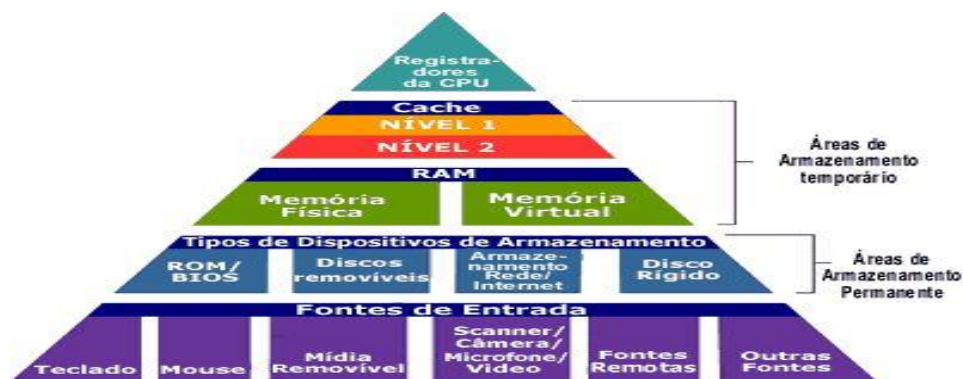 Registra-
dores
da CPU
Cache
NÍVEL 1
NÍVEL 2
RAM
Memória
Física
Memória
Virtual
Áreas de
Armazenamento
temporário
Tipos de Dispositivos de Armazenamento
ROM/
BIOS
Discos
removíveis
Armaze-
namento
Rede/
Internet
Disco
Rígido
Áreas de
Armazenamento
Permanente
Fontes de Entrada
Teclado
Mouse
Mídia
Removível
Scanner/
Câmera/
Microfone/
Video
Fontes
Remotas
Outras
Fontes